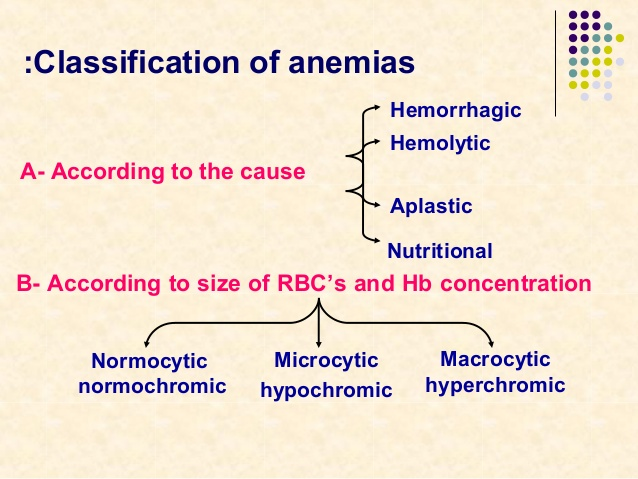 :Classification of anemias
Hemorrhagic
Hemolytic
A- According to the cause
Aplastic
Nutritional
B- According to size of RBC’s and Hb concentration
Normocytic
normochromic
Microcytic
hypochromic
Macrocytic
hyperchromic